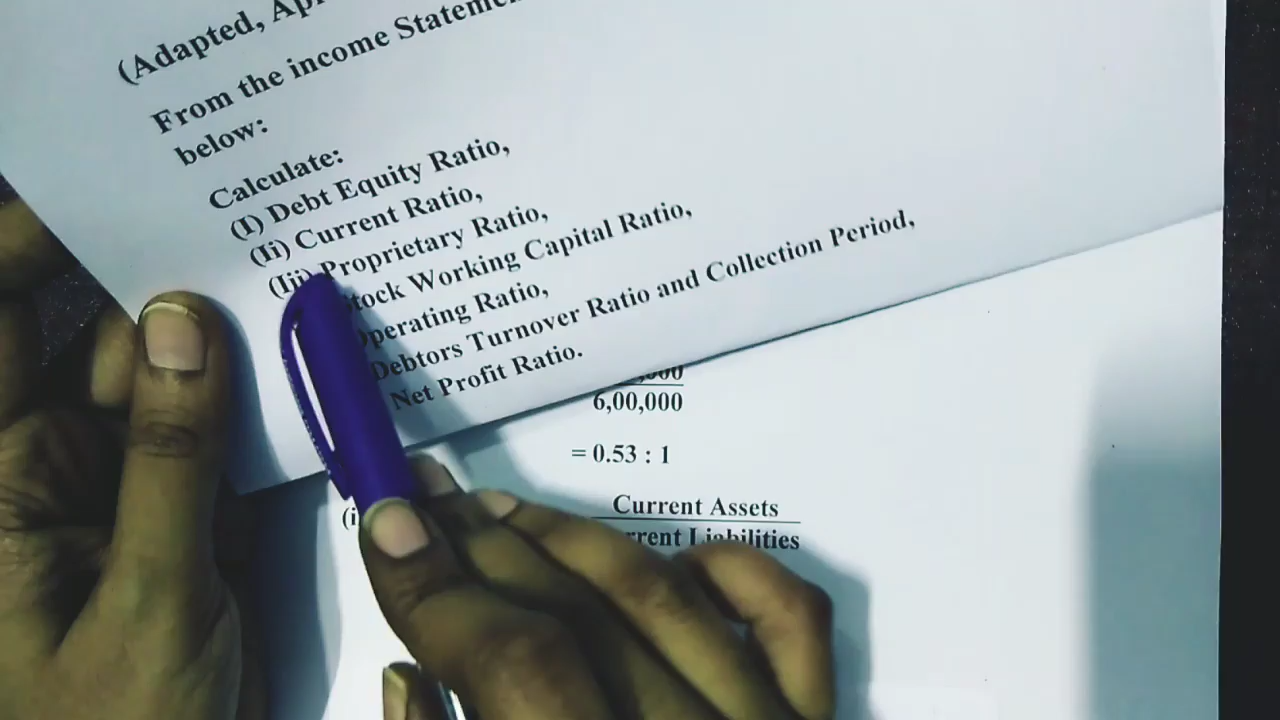 (Adapted,
From the income
below:
Calculate:
(I) Debt Equity Ratio,
(Ii) Current Ratio,
(Iii) Proprietary Ratio,
Working Capital Ratio,
Ratio,
Debtors Turnover Ratio and Collection Period,
Net Profit Ratio.
6,00,000
= 0.53 : 1
Current Assets